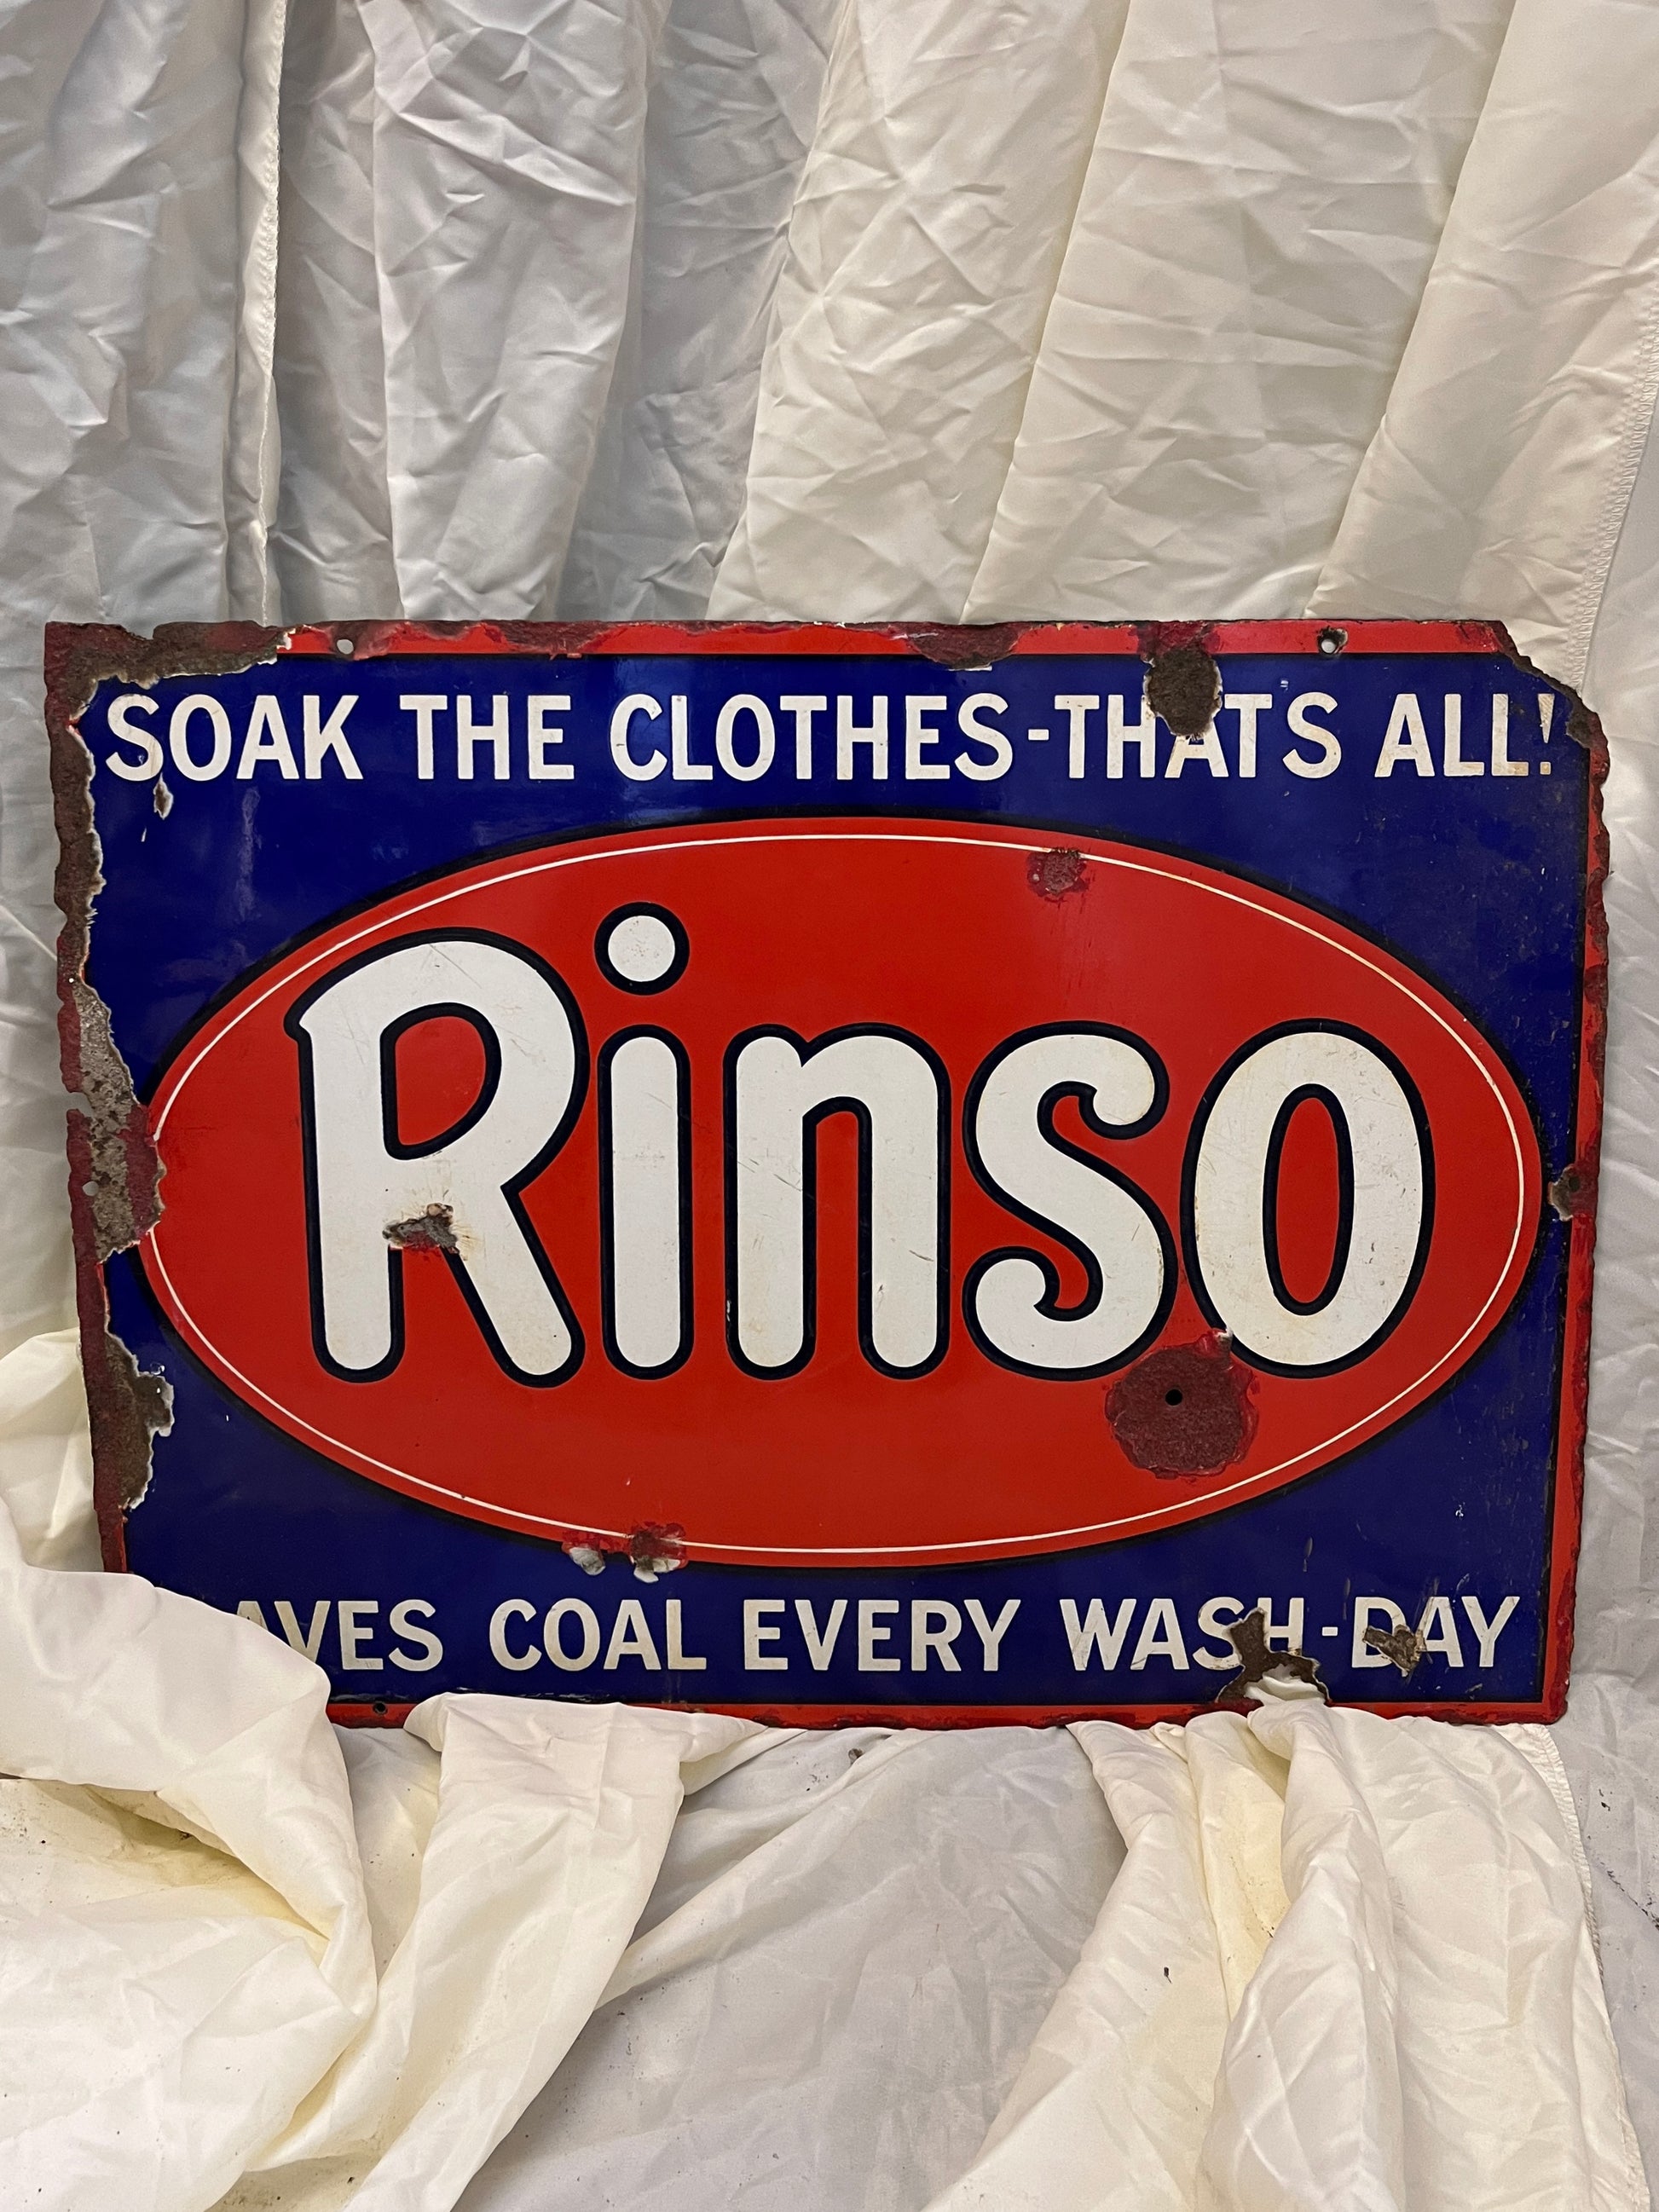 SOAK THE CLOTHES-THATS ALL!
Rinso
AVES COAL EVERY WASH-DAY